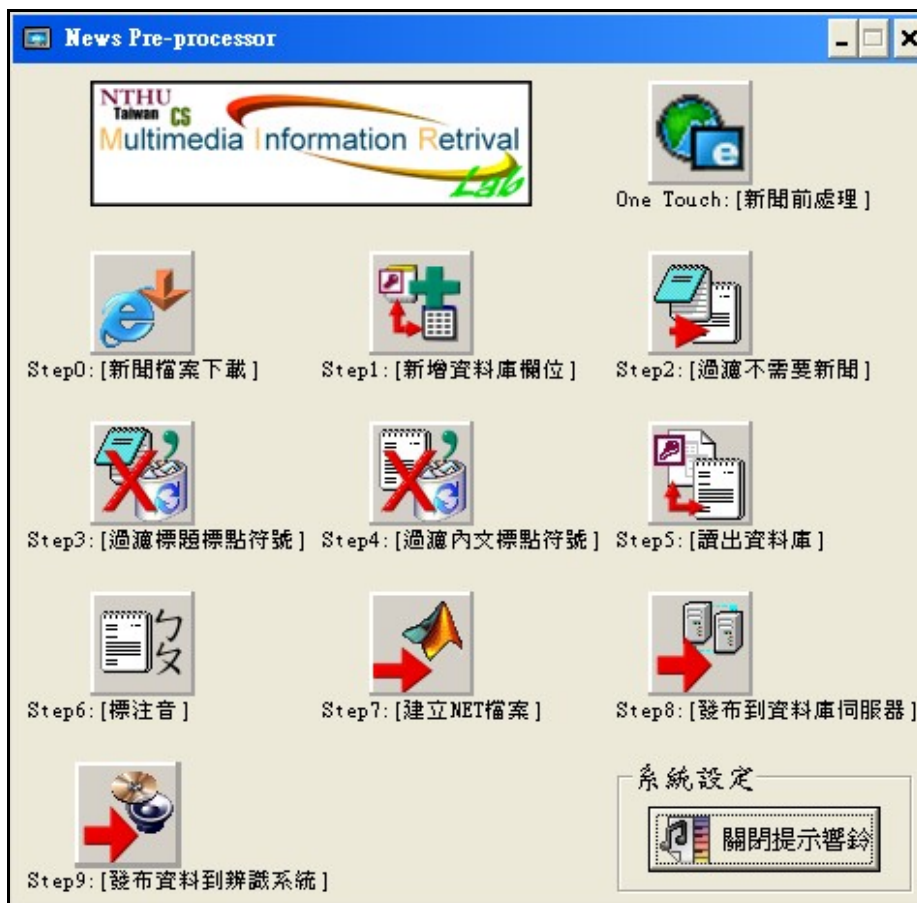 News Pre-processor
NTHU
Taiwan CS
Multimedia Information Retrival
Lab
One Touch:[新聞前處理]
Step0:[新聞檔案下載]
Step1:[新增資料庫欄位]
Step2:[過濾不需要新聞]
Step3:[過濾標題標點符號]
Step4:[過濾內文標點符號]
Step5:[讀出資料庫]
ㄅ
ㄆ
Step6:[標注音]
Step7:[建立NET檔案]
Step8:[發布到資料庫伺服器]
Step9:[發布資料到辨識系統]
系統設定
關閉提示響鈴